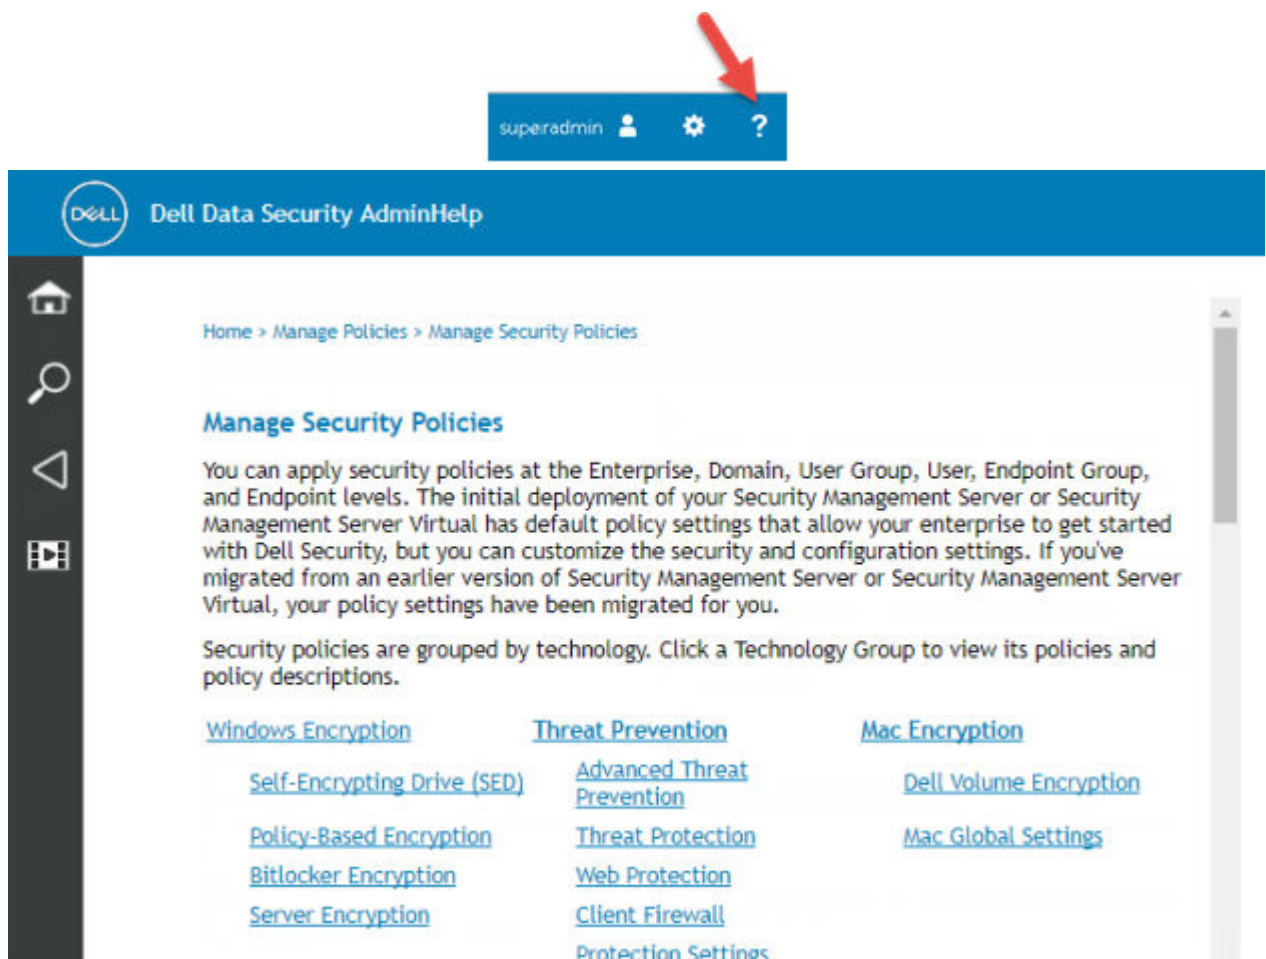 superadmin ?
DELL Dell Data Security AdminHelp
Home > Manage Policies > Manage Security Policies
Manage Security Policies
You can apply security policies at the Enterprise, Domain, User Group, User, Endpoint Group,
and Endpoint levels. The initial deployment of your Security Management Server or Security
Management Server Virtual has default policy settings that allow your enterprise to get started
with Dell Security, but you can customize the security and configuration settings. If you've
migrated from an earlier version of Security Management Server or Security Management Server
Virtual, your policy settings have been migrated for you.
Security policies are grouped by technology. Click a Technology Group to view its policies and
policy descriptions.
Windows Encryption
Self-Encrypting Drive (SED)
Policy-Based Encryption
Bitlocker Encryption
Server Encryption
Threat Prevention
Advanced Threat
Prevention
Threat Protection
Web Protection
Client Firewall
Protection Settings
Mac Encryption
Dell Volume Encryption
Mac Global Settings